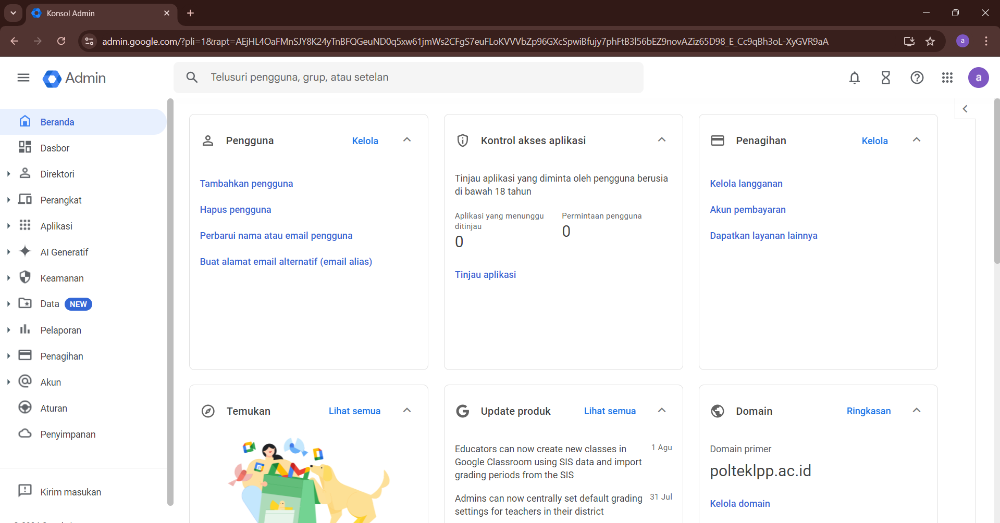 Konsol Admin
admin.google.com/?pli=1&rapt=AEjHL4OaFMnSJY8K24yTnBFQGeuND0q5xw61jmWs2CFgS7euFLoKVVVbZp96GXcSpwiBfujy7phFtB3l56bEZ9novAZiz65D98_E_Cc9qBh3oL-XyGVR9aA
a
Admin
Telusuri pengguna, grup, atau setelan
a
Beranda
Dasbor
Direktori
Perangkat
Aplikasi
AI Generatif
Keamanan
Data NEW
Pelaporan
Penagihan
Akun
Aturan
Penyimpanan
Kirim masukan
Pengguna
Kelola
Tambahkan pengguna
Hapus pengguna
Perbarui nama atau email pengguna
Buat alamat email alternatif (email alias)
Kontrol akses aplikasi
Tinjau aplikasi yang diminta oleh pengguna berusia
di bawah 18 tahun
Aplikasi yang menunggu
ditinjau
0
Permintaan pengguna
0
Tinjau aplikasi
Penagihan
Kelola
Kelola langganan
Akun pembayaran
Dapatkan layanan lainnya
Temukan
Lihat semua
31
Update produk
Lihat semua
Educators can now create new classes in
Google Classroom using SIS data and import
grading periods from the SIS
1 Agu
Admins can now centrally set default grading
settings for teachers in their district
31 Jul
Domain
Ringkasan
Domain primer
polteklpp.ac.id
Kelola domain